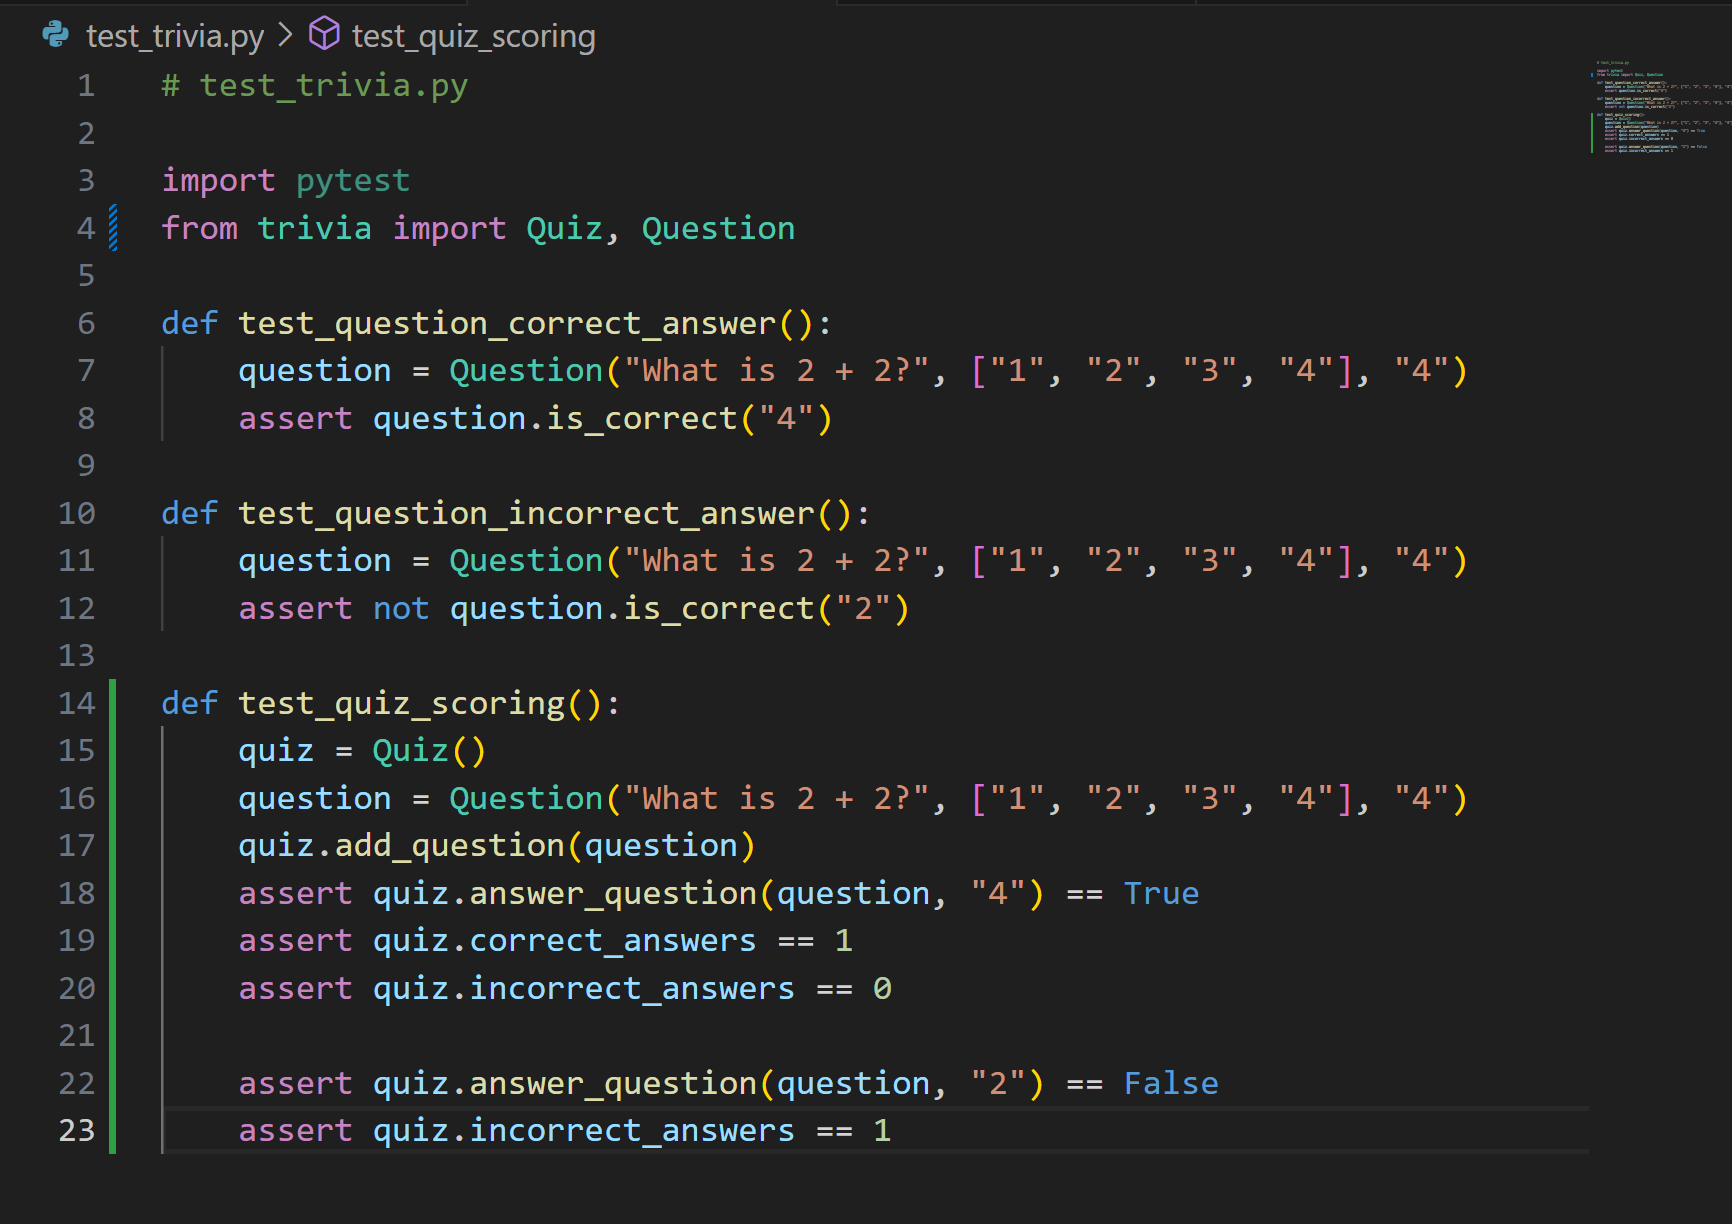 test_trivia.py > test_quiz_scoring
1 # test_trivia.py
2
3 import pytest
4 from trivia import Quiz, Question
5
6 def test_question_correct_answer():
7     question = Question("What is 2 + 2?", ["1", "2", "3", "4"], "4")
8     assert question.is_correct("4")
9
10 def test_question_incorrect_answer():
11     question = Question("What is 2 + 2?", ["1", "2", "3", "4"], "4")
12     assert not question.is_correct("2")
13
14 def test_quiz_scoring():
15     quiz = Quiz()
16     question = Question("What is 2 + 2?", ["1", "2", "3", "4"], "4")
17     quiz.add_question(question)
18     assert quiz.answer_question(question, "4") == True
19     assert quiz.correct_answers == 1
20     assert quiz.incorrect_answers == 0
21
22     assert quiz.answer_question(question, "2") == False
23     assert quiz.incorrect_answers == 1